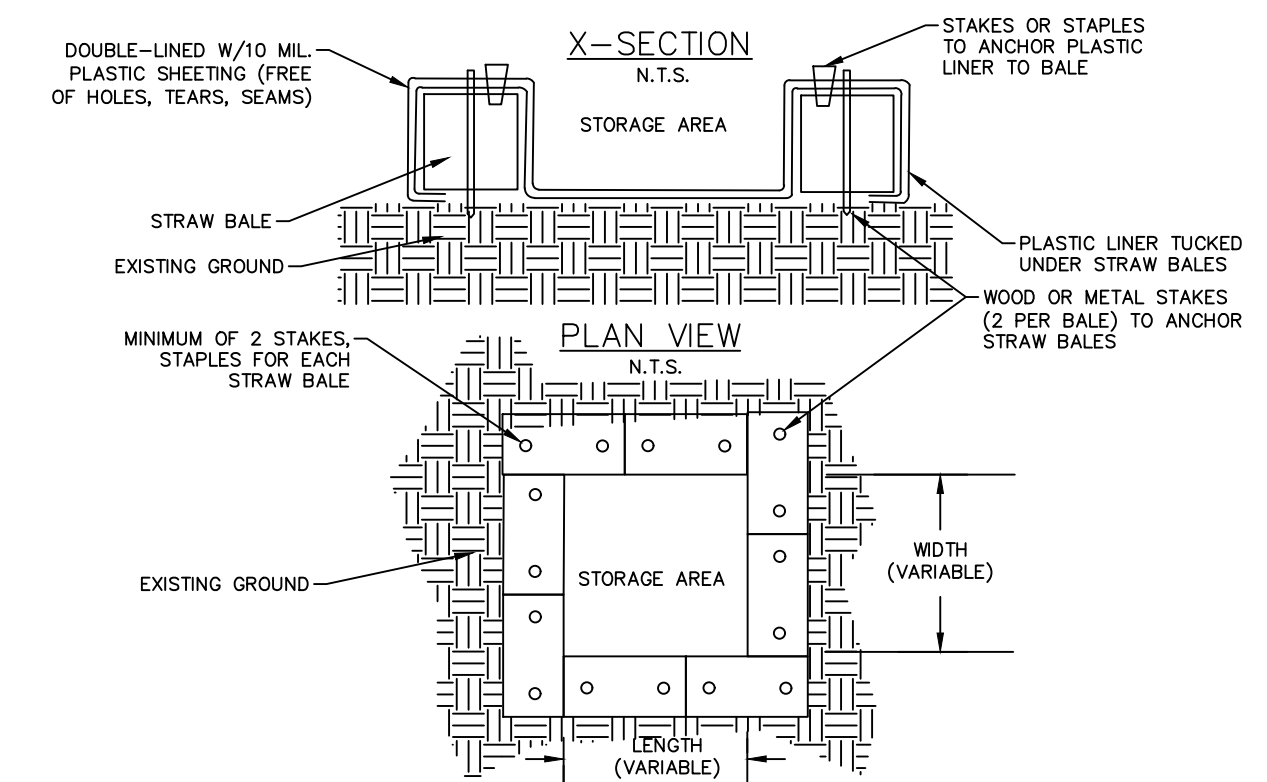 X-SECTION
N.T.S.
DOUBLE-LINED W/10 MIL.
PLASTIC SHEETING (FREE
OF HOLES, TEARS, SEAMS)
STAKES OR STAPLES
TO ANCHOR PLASTIC
LINER TO BALE
STORAGE AREA
STRAW BALE
EXISTING GROUND
PLASTIC LINER TUCKED
UNDER STRAW BALES
WOOD OR METAL STAKES
(2 PER BALE) TO ANCHOR
STRAW BALES
PLAN VIEW
N.T.S.
MINIMUM OF 2 STAKES,
STAPLES FOR EACH
STRAW BALE
WIDTH
(VARIABLE)
STORAGE AREA
EXISTING GROUND
LENGTH
(VARIABLE)